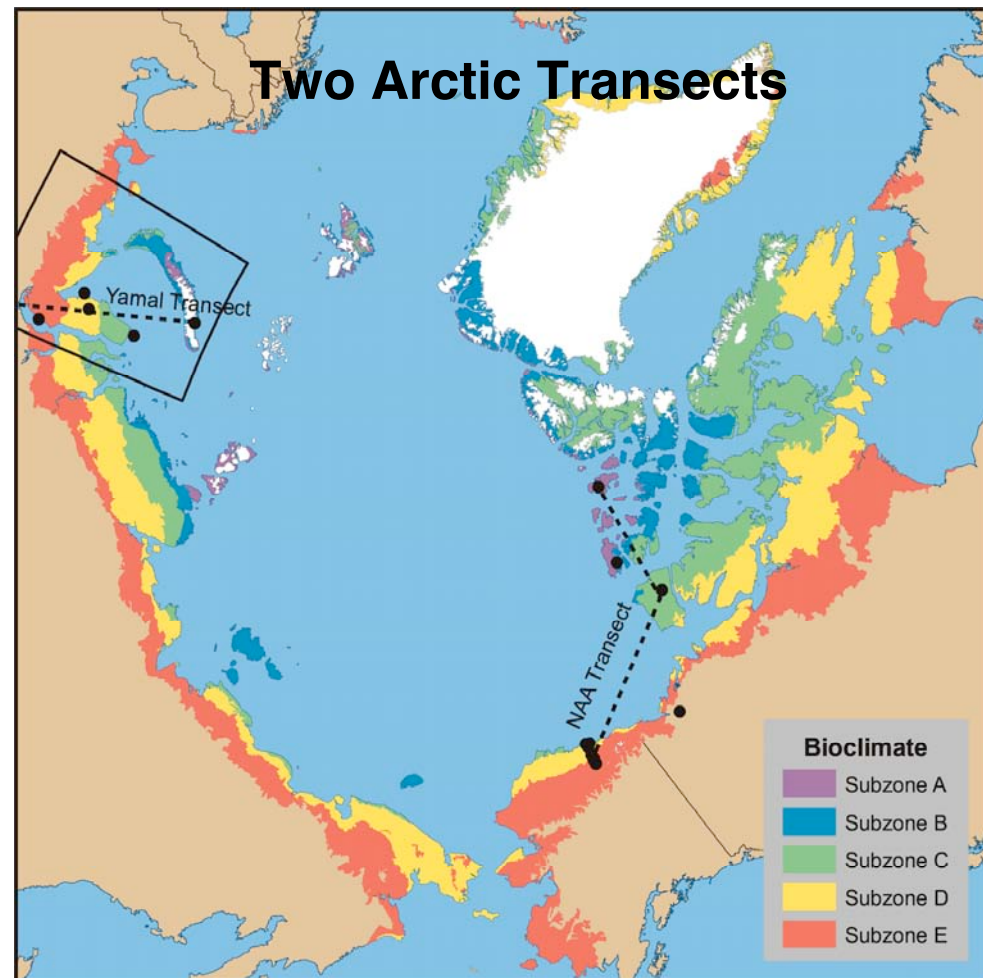 Two Arctic Transects
Yamal Transect
NAA Transect
Bioclimate
Subzone A
Subzone B
Subzone C
Subzone D
Subzone E